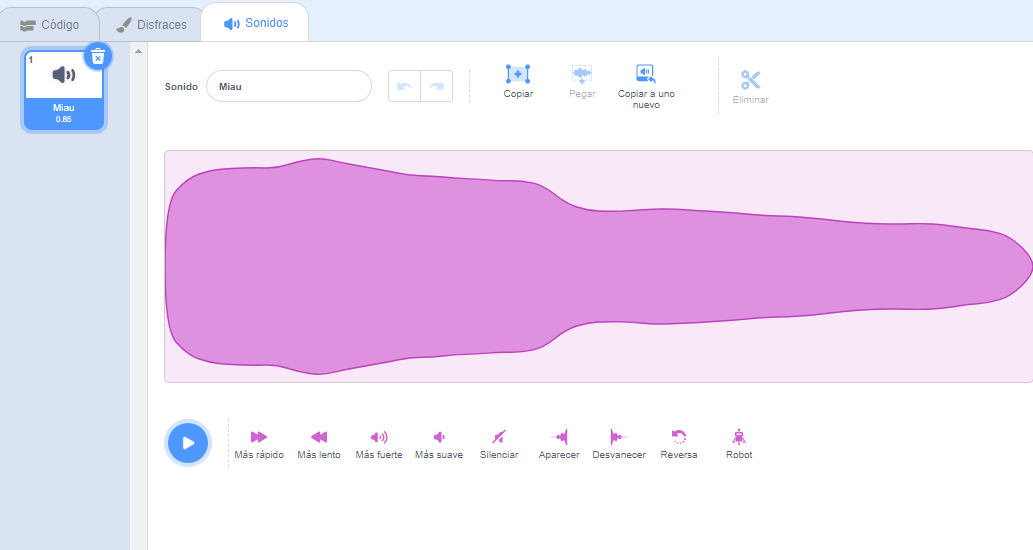 Código
Disfraces
Sonidos
1
Miau
0.85
Sonido
Miau
Copiar
Pegar
Copiar a uno
nuevo
Eliminar
Más rápido
Más lento
Más fuerte
Más suave
Silenciar
Aparecer
Desvanecer
Reversa
Robot